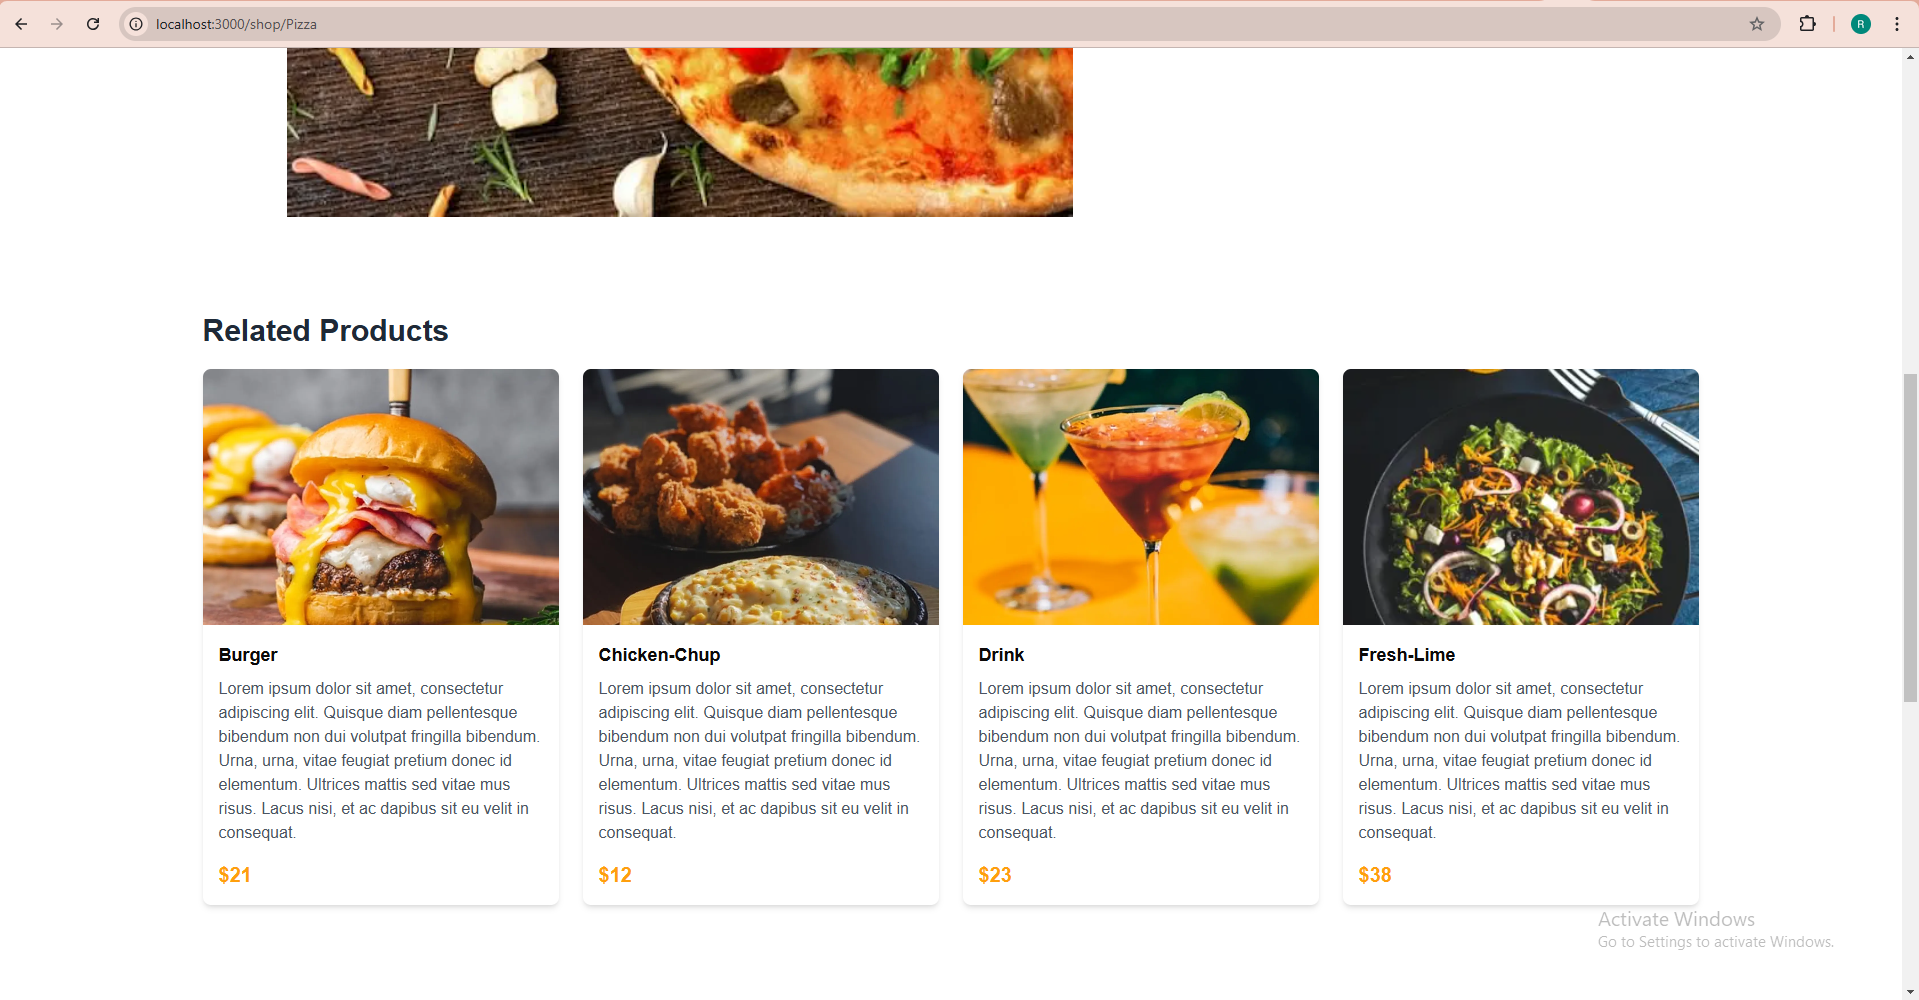 localhost:3000/shop/Pizza
R
Related Products
Burger
Lorem ipsum dolor sit amet, consectetur
adipiscing elit. Quisque diam pellentesque
bibendum non dui volutpat fringilla bibendum.
Urna, urna, vitae feugiat pretium donec id
elementum. Ultrices mattis sed vitae mus
risus. Lacus nisi, et ac dapibus sit eu velit in
consequat.
$21
Chicken-Chup
Lorem ipsum dolor sit amet, consectetur
adipiscing elit. Quisque diam pellentesque
bibendum non dui volutpat fringilla bibendum.
Urna, urna, vitae feugiat pretium donec id
elementum. Ultrices mattis sed vitae mus
risus. Lacus nisi, et ac dapibus sit eu velit in
consequat.
$12
Drink
Lorem ipsum dolor sit amet, consectetur
adipiscing elit. Quisque diam pellentesque
bibendum non dui volutpat fringilla bibendum.
Urna, urna, vitae feugiat pretium donec id
elementum. Ultrices mattis sed vitae mus
risus. Lacus nisi, et ac dapibus sit eu velit in
consequat.
$23
Fresh-Lime
Lorem ipsum dolor sit amet, consectetur
adipiscing elit. Quisque diam pellentesque
bibendum non dui volutpat fringilla bibendum.
Urna, urna, vitae feugiat pretium donec id
elementum. Ultrices mattis sed vitae mus
risus. Lacus nisi, et ac dapibus sit eu velit in
consequat.
$38
Activate Windows
Go to Settings to activate Windows.